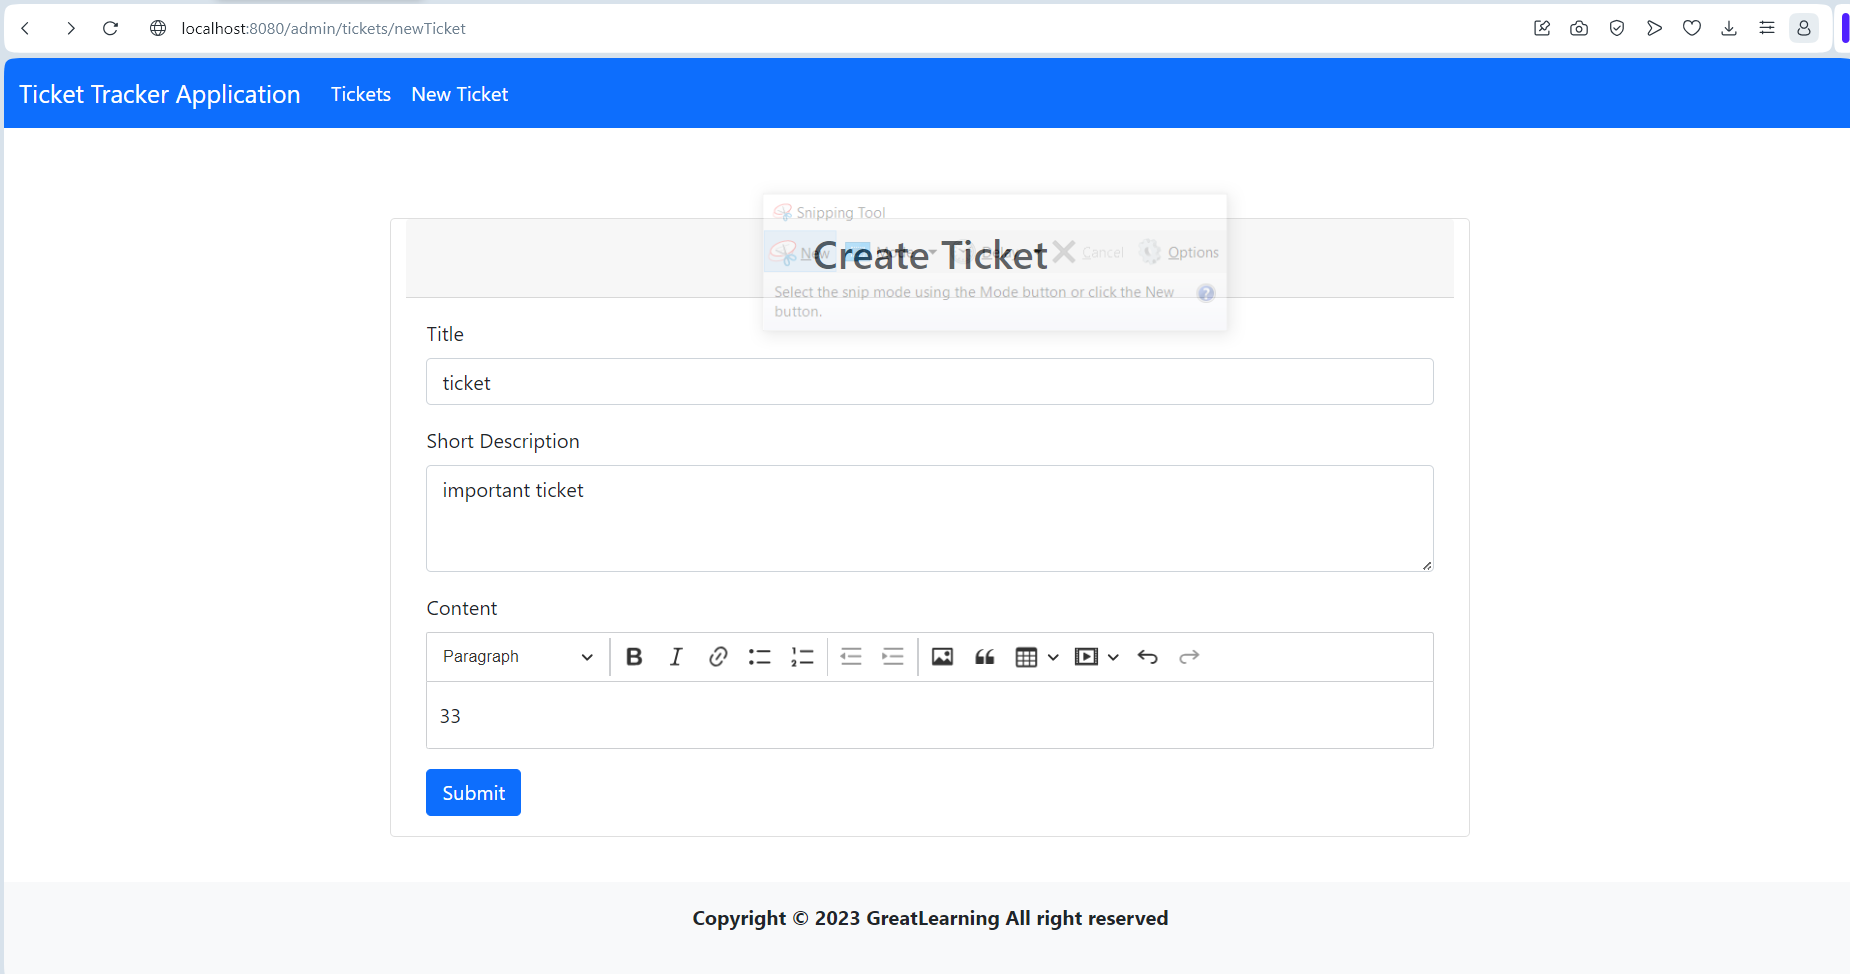 localhost:8080/admin/tickets/newTicket
Ticket Tracker Application Tickets New Ticket
Snipping Tool
New Mode Delay Cancel Options
Create Ticket
Select the snip mode using the Mode button or click the New
button.
Title
ticket
Short Description
important ticket
Content
Paragraph
33
Submit
Copyright © 2023 GreatLearning All right reserved